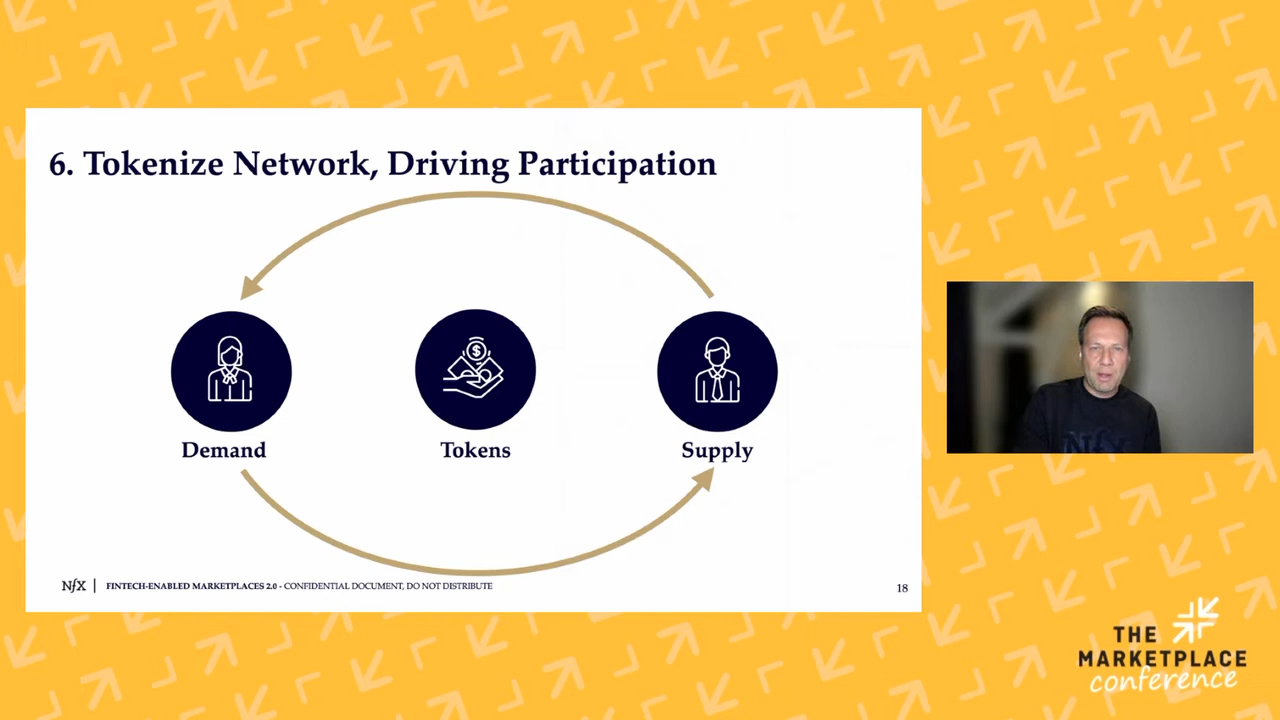 6. Tokenize Network, Driving Participation
Demand
Tokens
Supply
NfX | FINTECH-ENABLED MARKETPLACES 2.0 - CONFIDENTIAL DOCUMENT, DO NOT DISTRIBUTE
18
NfX
THE
MARKETPLACE
conference